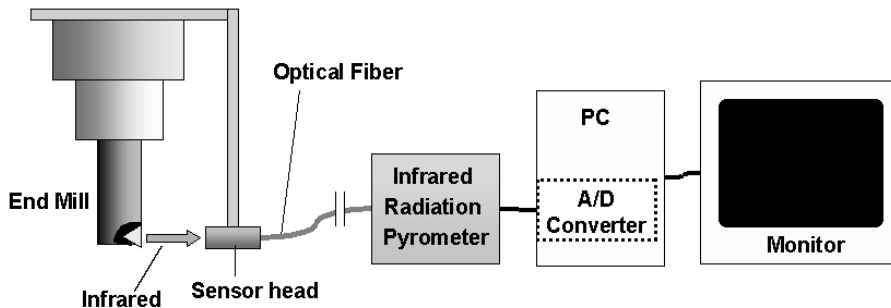 Optical Fiber
PC
Infrared
Radiation
Pyrometer
A/D
Converter
End Mill
Monitor
Infrared
Sensor head